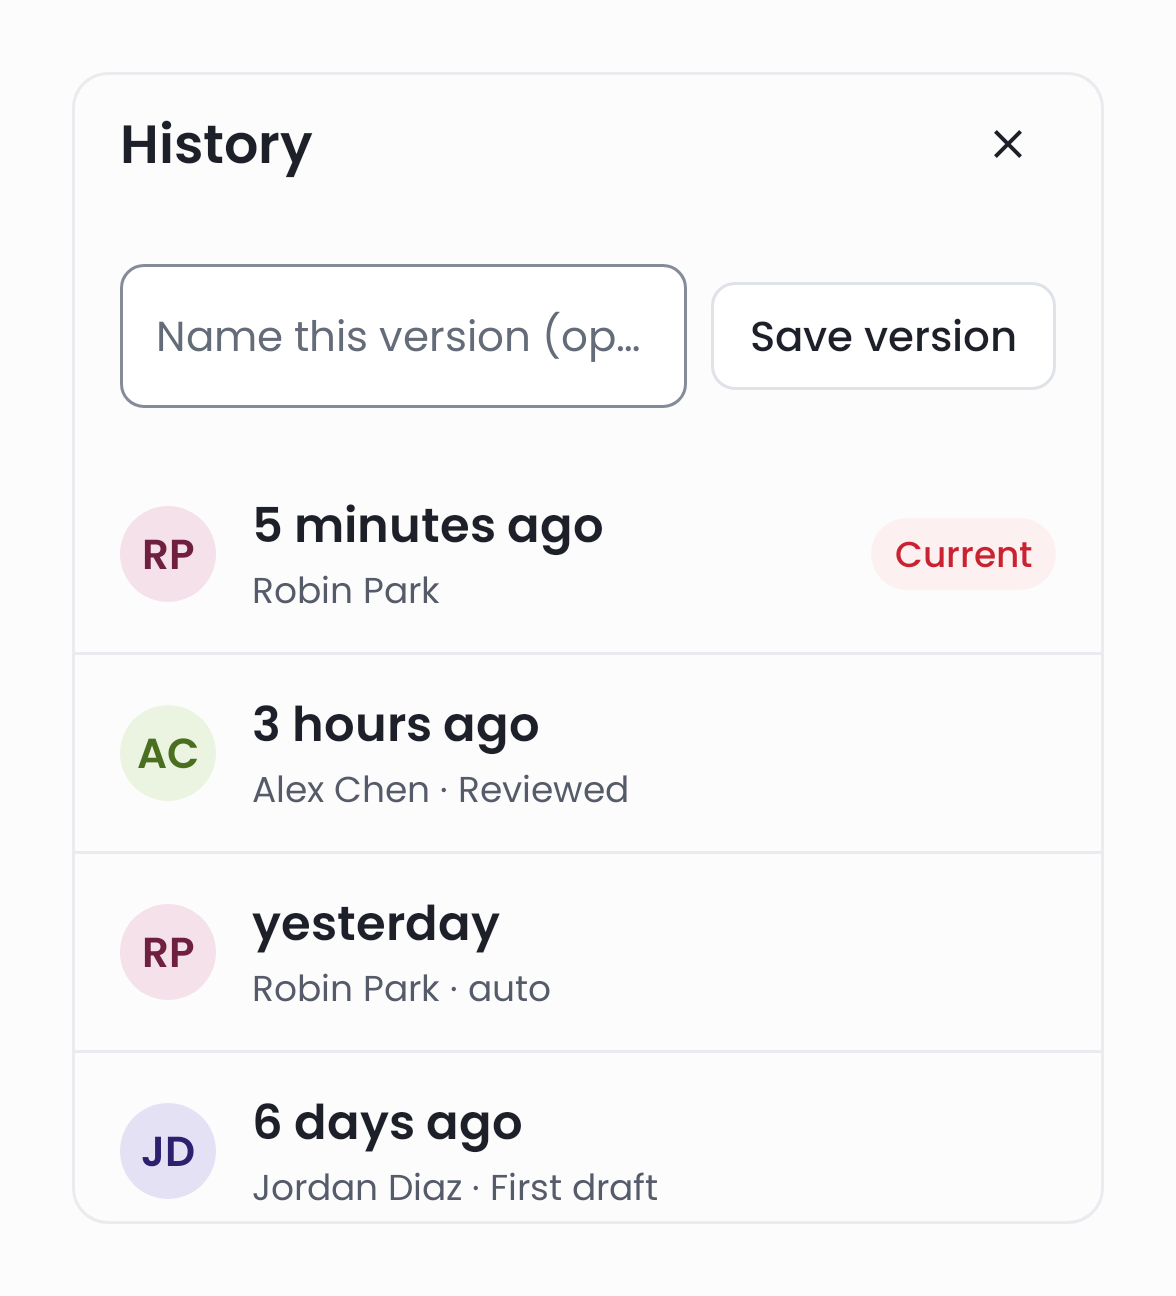 History
Name this version (op…
Save version
RP
5 minutes ago
Robin Park
Current
AC
3 hours ago
Alex Chen · Reviewed
RP
yesterday
Robin Park · auto
JD
6 days ago
Jordan Diaz · First draft